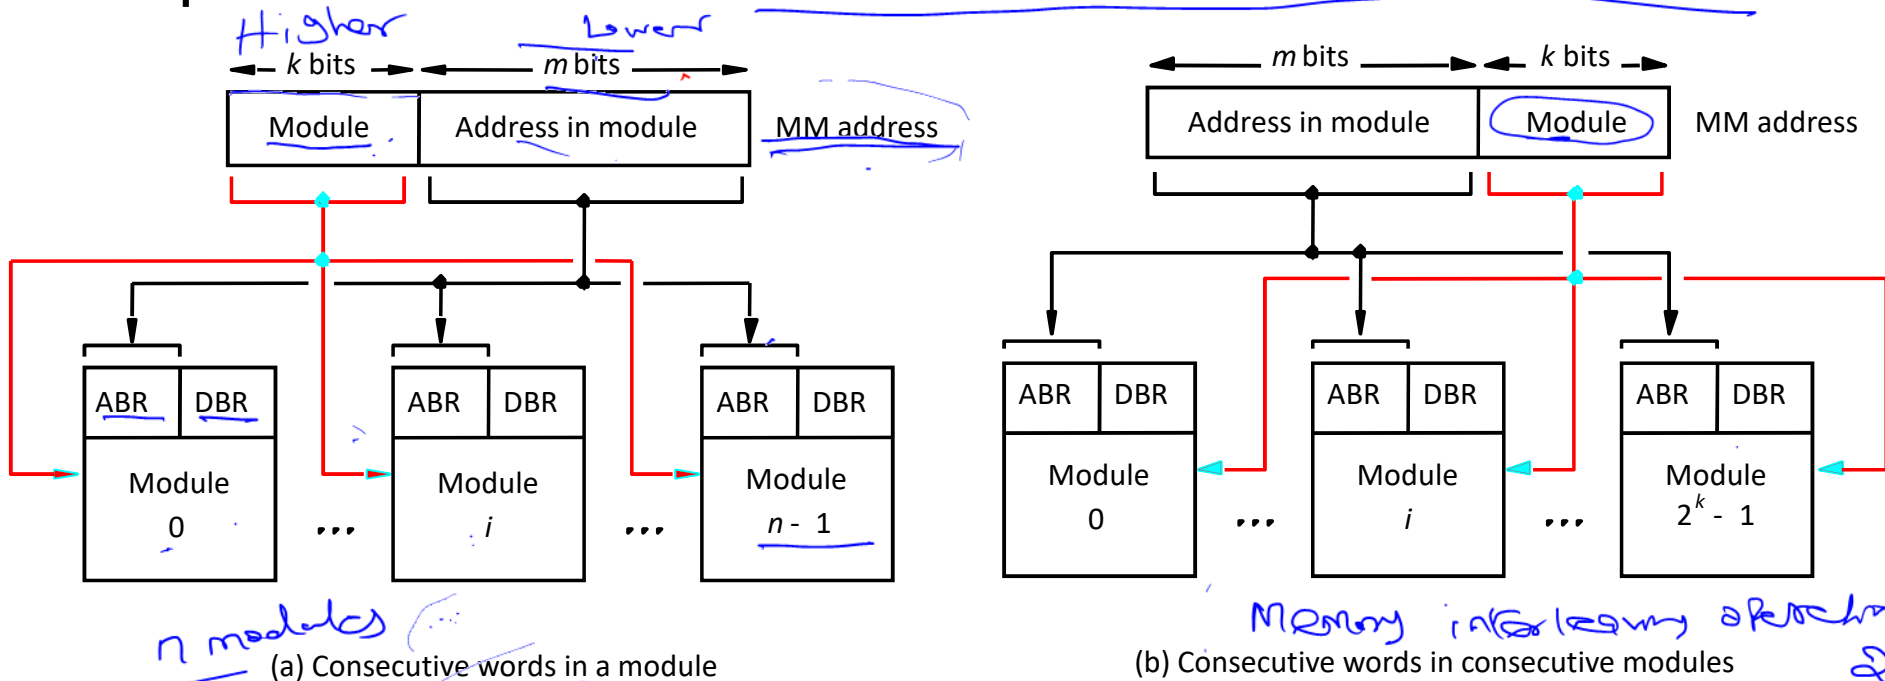 Higher Lower
k bits m bits
Module Address in module MM address
ABR DBR ABR DBR ABR DBR
Module 0 ... Module i ... Module n - 1
n modules
(a) Consecutive words in a module
m bits k bits
Address in module Module MM address
ABR DBR ABR DBR ABR DBR
Module 0 ... Module i ... Module 2^k - 1
Memory interleaving
(b) Consecutive words in consecutive modules